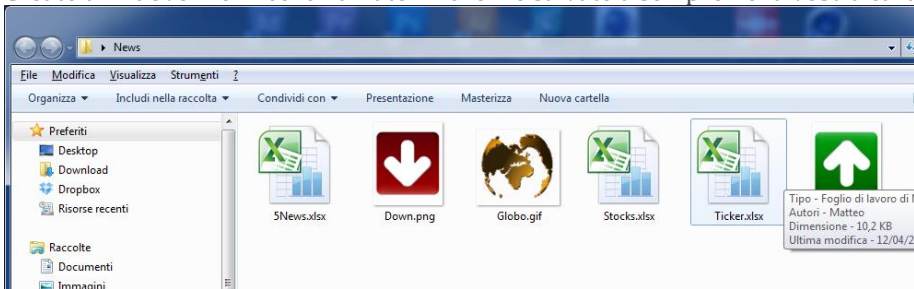 News
File Modifica Visualizza Strumenti ?
Organizza Includi nella raccolta Condividi con Presentazione Masterizza Nuova cartella
Preferiti
Desktop
Download
Dropbox
Risorse recenti
Raccolte
Documenti
Immagini
5News.xlsx Down.png Globo.gif Stocks.xlsx Ticker.xlsx
Tipo - Foglio di lavoro di
Autori - Matteo
Dimensione - 10,2 KB
Ultima modifica - 12/04/2